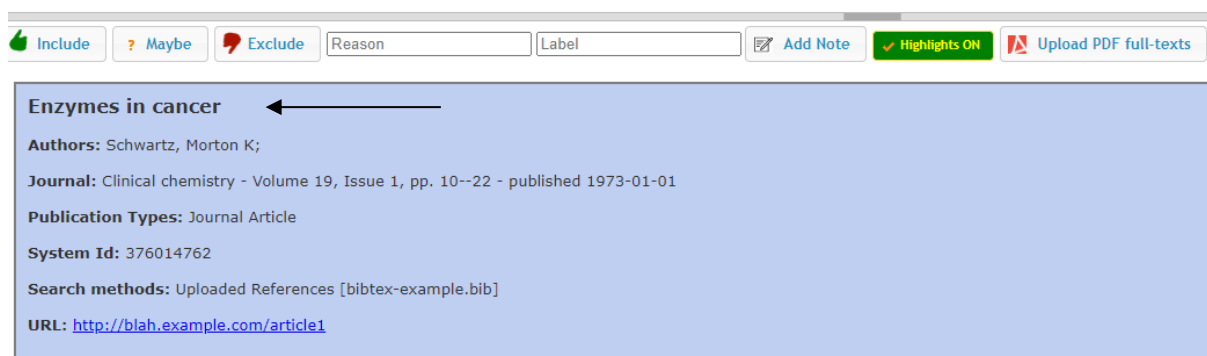 Include ? Maybe Exclude Reason Label Add Note Highlights ON Upload PDF full-texts
Enzymes in cancer
Authors: Schwartz, Morton K;
Journal: Clinical chemistry - Volume 19, Issue 1, pp. 10--22 - published 1973-01-01
Publication Types: Journal Article
System Id: 376014762
Search methods: Uploaded References [bibtex-example.bib]
URL: http://blah.example.com/article1